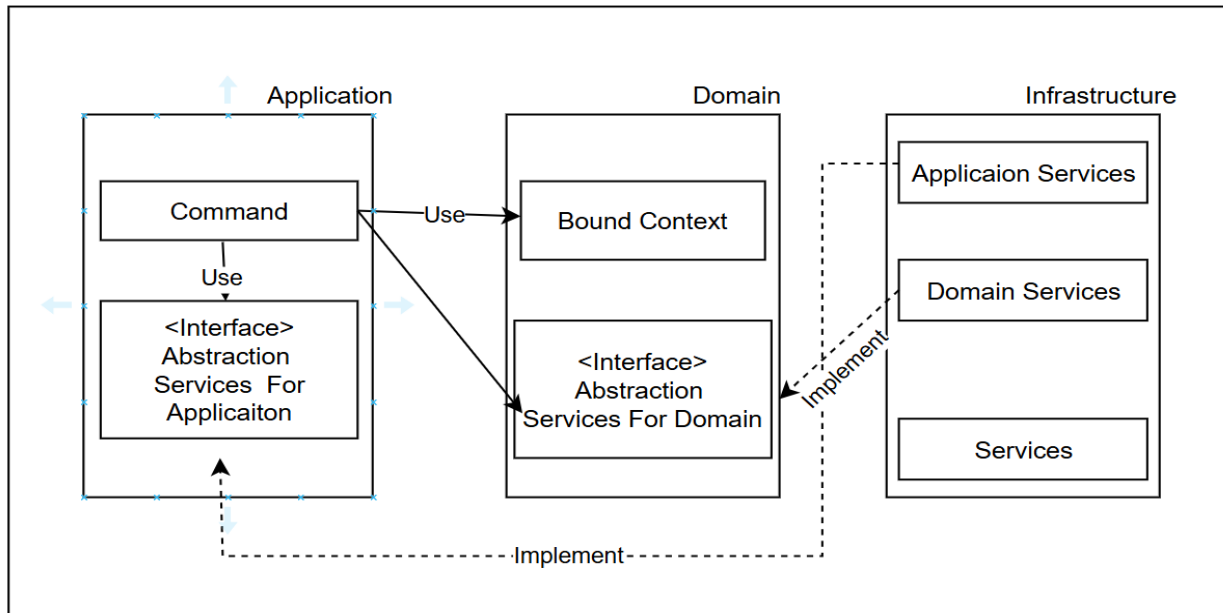 Application
Domain
Infrastructure
Command
Use
Use
<Interface>
Abstraction
Services For
Applicaiton
Bound Context
<Interface>
Abstraction
Services For Domain
Applicaion Services
Domain Services
Services
Implement
Implement